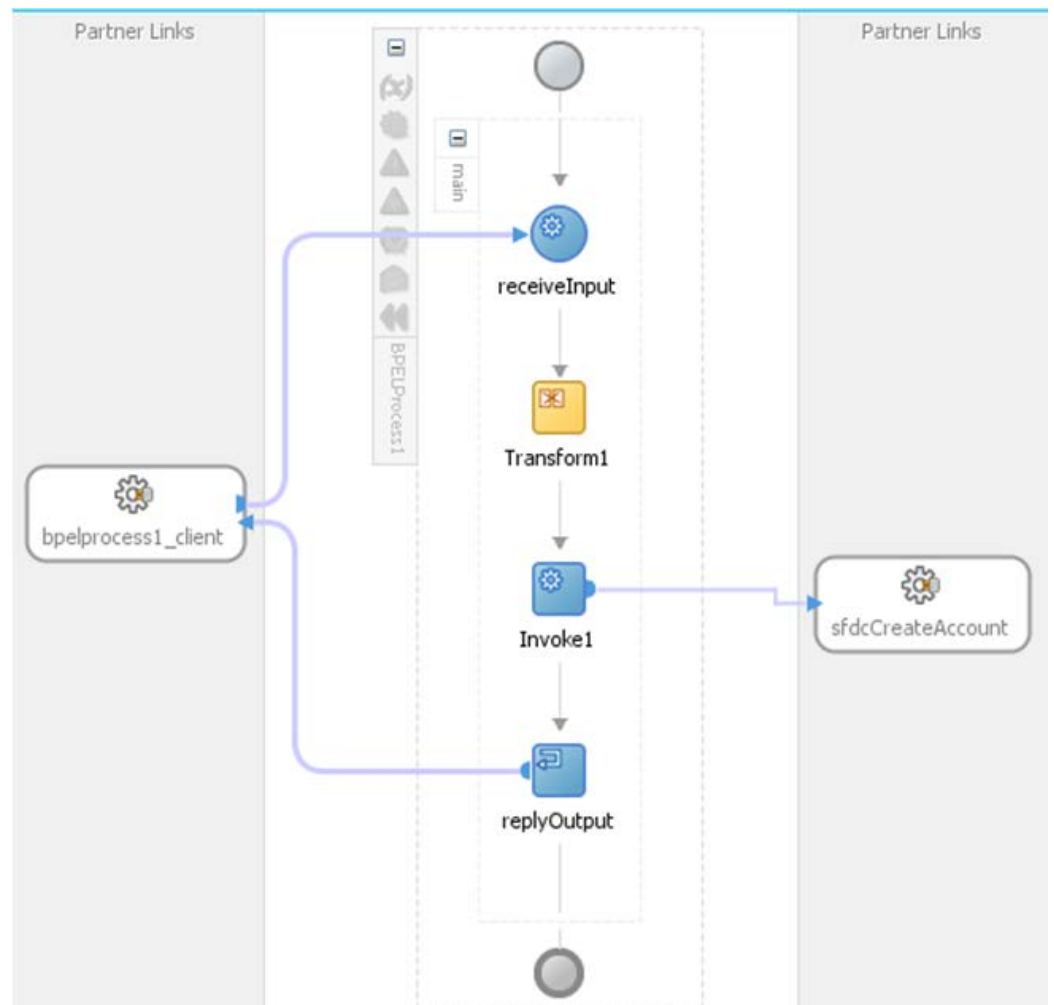 Partner Links
Partner Links
main
receiveInput
BPELProcess1
Transform1
bpelprocess1_client
Invoke1
sfdcCreateAccount
replyOutput